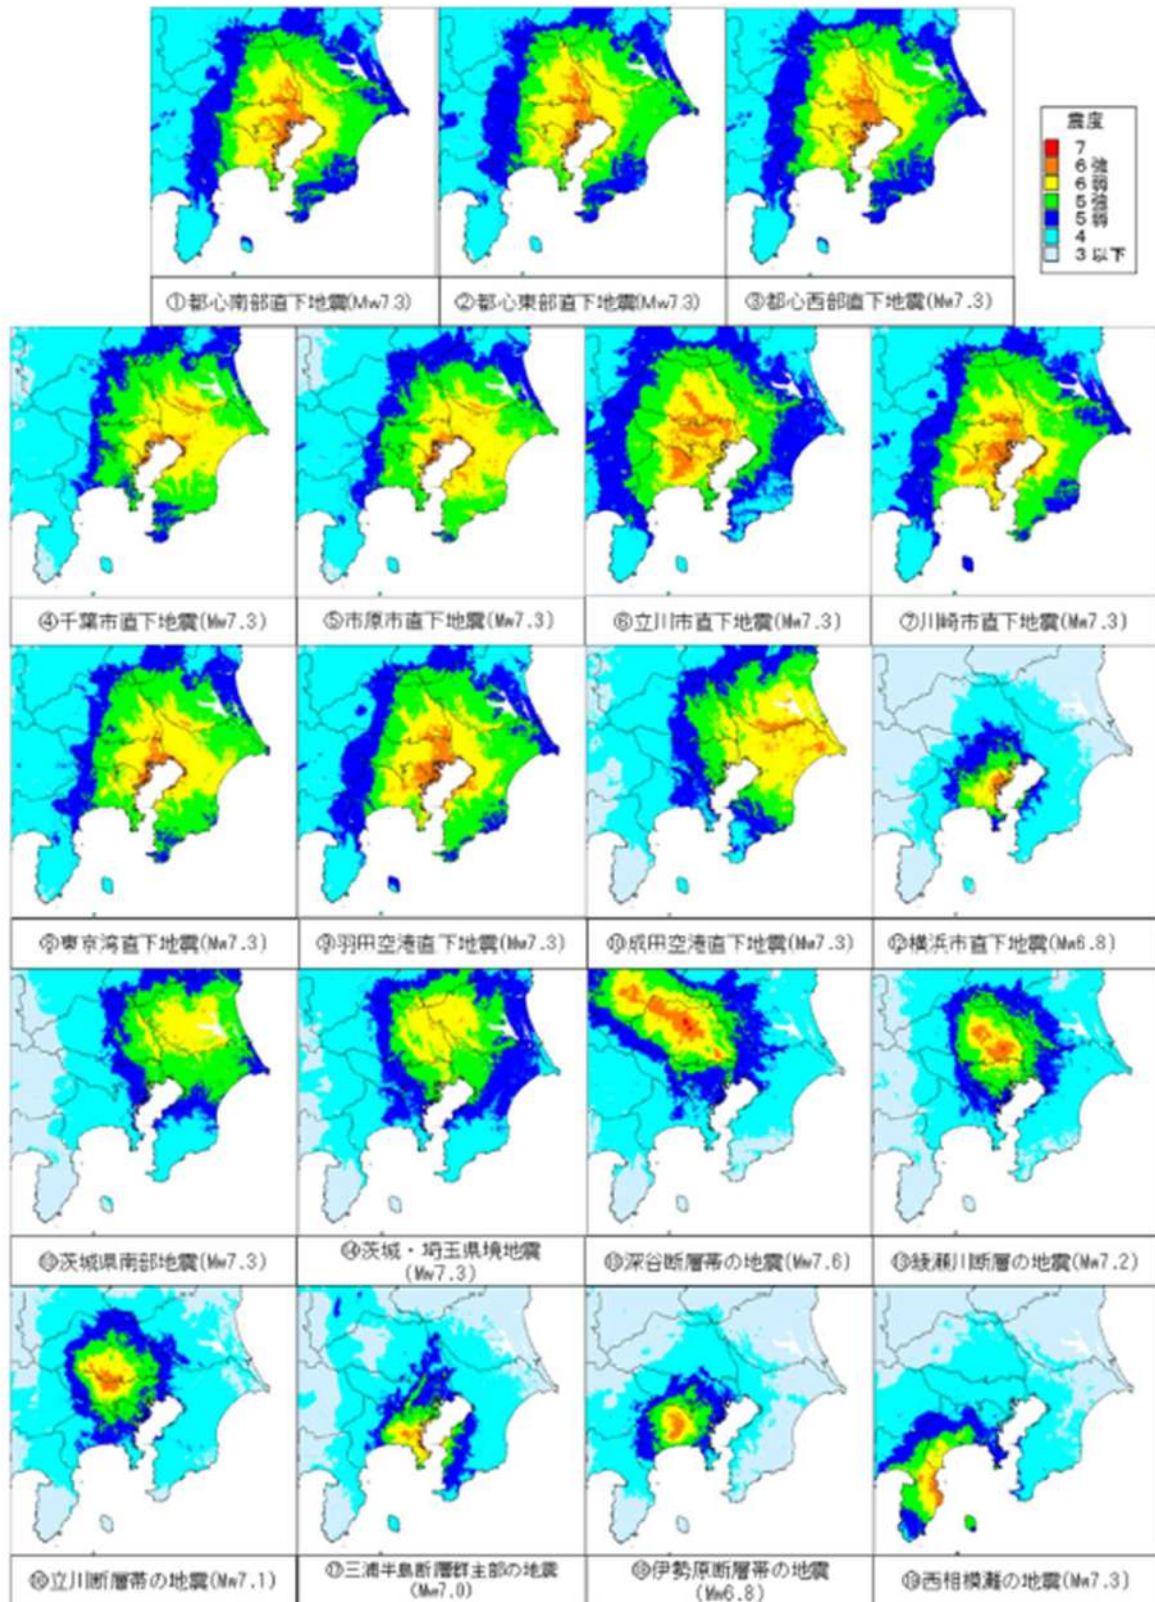 震度
7
6強
6弱
5強
5弱
4
3以下
①都心南部直下地震(Mw7.3)
②都心東部直下地震(Mw7.3)
③都心西部直下地震(Mw7.3)
④千葉市直下地震(Mw7.3)
⑤市原市直下地震(Mw7.3)
⑥立川市直下地震(Mw7.3)
⑦川崎市直下地震(Mw7.3)
⑧東京湾直下地震(Mw7.3)
⑨羽田空港直下地震(Mw7.3)
成田空港直下地震(Mw7.3)
横浜市直下地震(Mw6.8)
茨城県南部地震(Mw7.3)
⑭茨城・埼玉県境地震
(Mw7.3)
深谷断層帯の地震(Mw7.6)
綾瀬川断層の地震(Mw7.2)
立川断層帯の地震(Mw7.1)
⑰三浦半島断層群主部の地震
(Mw7.0)
伊勢原断層帯の地震
(Mw6.8)
⑲西相模灘の地震(Mw7.3)